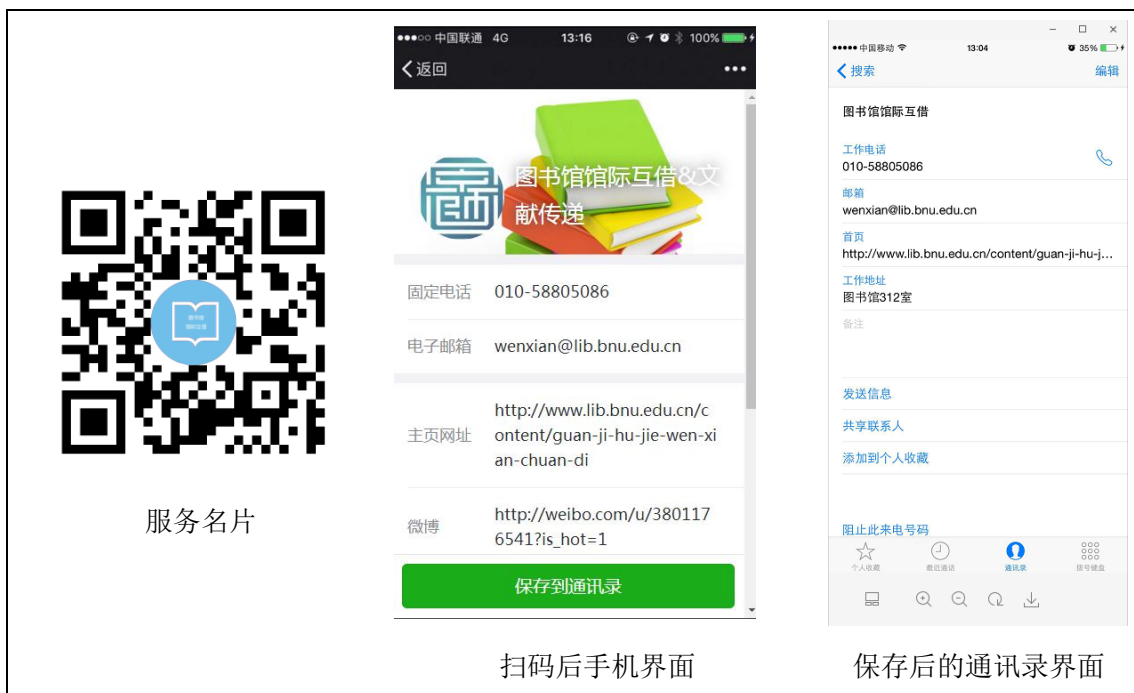 服务名片
中国联通 4G 13:16 100%
返回
图书馆馆际互借&文
献传递
固定电话 010-58805086
电子邮箱 wenxian@lib.bnu.edu.cn
主页网址 http://www.lib.bnu.edu.cn/c
ontent/guan-ji-hu-jie-wen-xi
an-chuan-di
微博 http://weibo.com/u/380117
6541?is_hot=1
保存到通讯录
扫码后手机界面
中国移动 13:04 35%
搜索 编辑
图书馆馆际互借
工作电话
010-58805086
邮箱
wenxian@lib.bnu.edu.cn
首页
http://www.lib.bnu.edu.cn/content/guan-ji-hu-j...
工作地址
图书馆312室
备注
发送信息
共享联系人
添加到个人收藏
阻止此来电号码
个人收藏 最近通话 通讯录 拨号键盘
保存后的通讯录界面